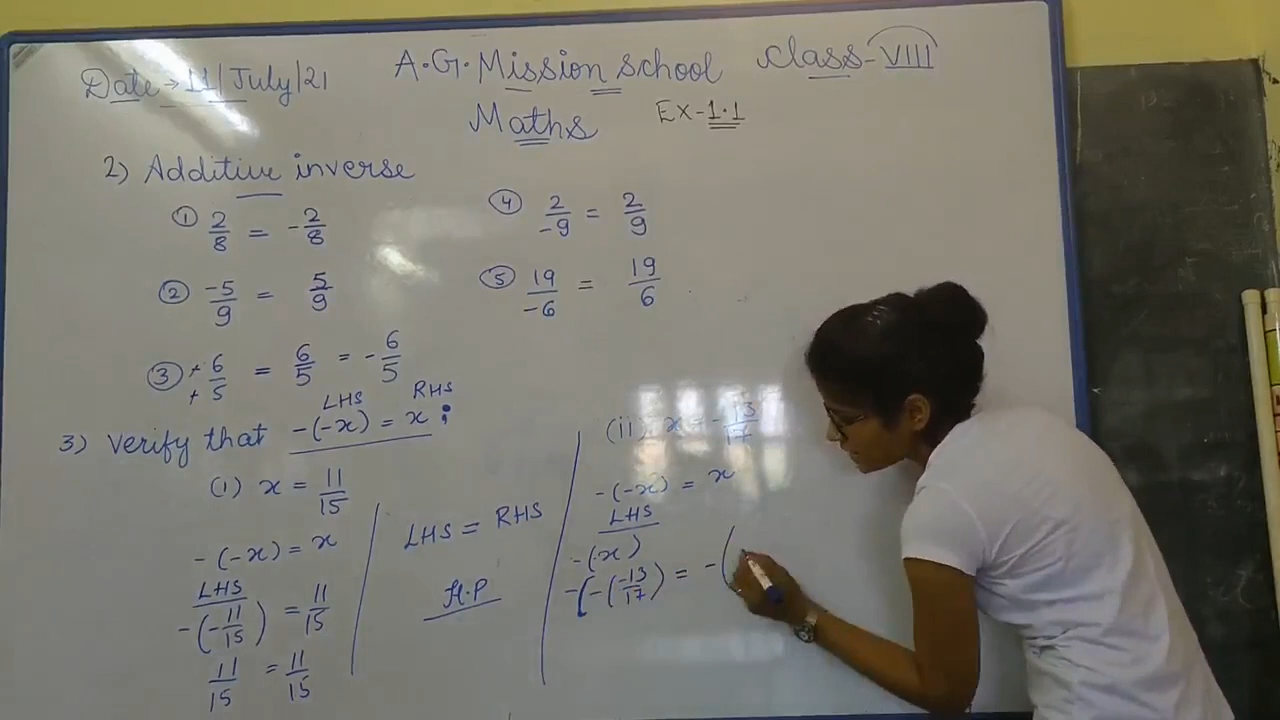 Date → 11/July/21
A.G. Mission school
Class-VIII
Maths
Ex-1.1
2) Additive inverse
① 2/8 = -2/8
② -5/9 = 5/9
③ +6/+5 = 6/5 = -6/5
④ 2/-9 = 2/9
⑤ 19/-6 = 19/6
LHS RHS
3) Verify that -(-x) = x ;
(i) x = 11/15
-(-x) = x
LHS
-(-11/15) = 11/15
11/15 = 11/15
LHS = RHS
H.P
(ii) x = -13/17
-(-x) = x
LHS
-(-x)
-(-(-13/17) = -(